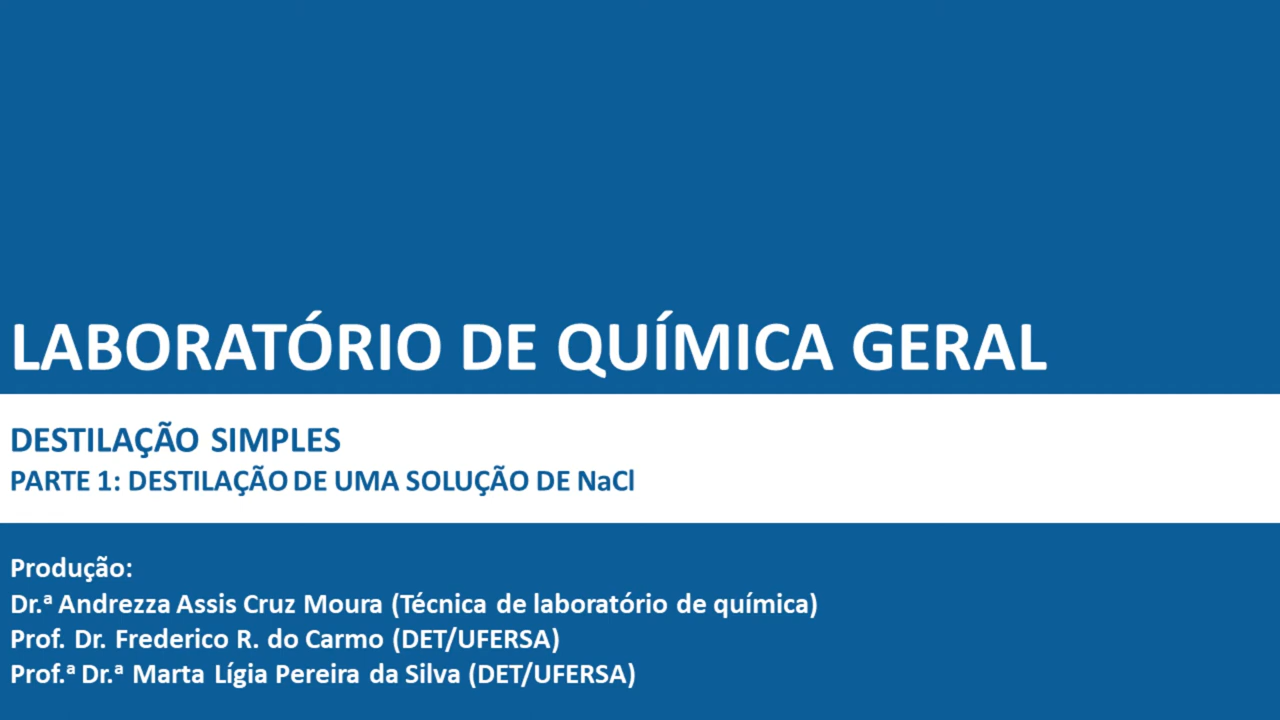 LABORATÓRIO DE QUÍMICA GERAL
DESTILAÇÃO SIMPLES
PARTE 1: DESTILAÇÃO DE UMA SOLUÇÃO DE NaCl
Produção:
Dr.ª Andrezza Assis Cruz Moura (Técnica de laboratório de química)
Prof. Dr. Frederico R. do Carmo (DET/UFERSA)
Prof.ª Dr.ª Marta Lígia Pereira da Silva (DET/UFERSA)